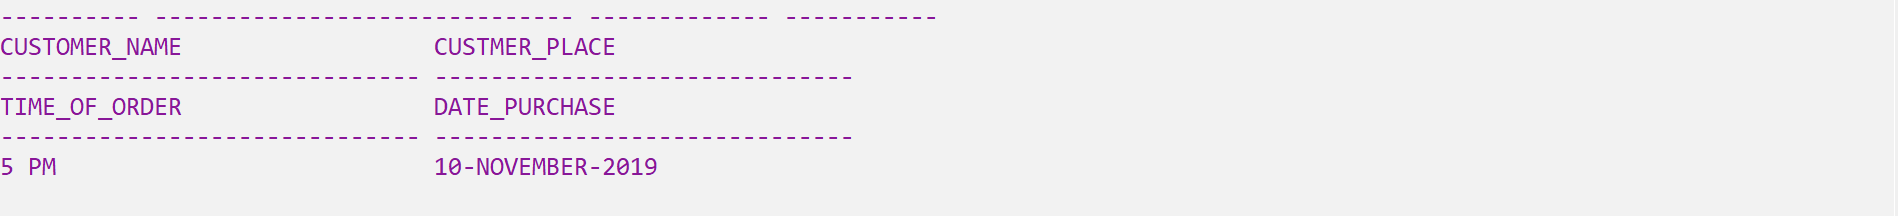 ---------- ------------------------------ ------------- -----------
CUSTOMER_NAME                  CUSTMER_PLACE
------------------------------ ------------------------------
TIME_OF_ORDER                  DATE_PURCHASE
------------------------------ ------------------------------
5 PM                           10-NOVEMBER-2019